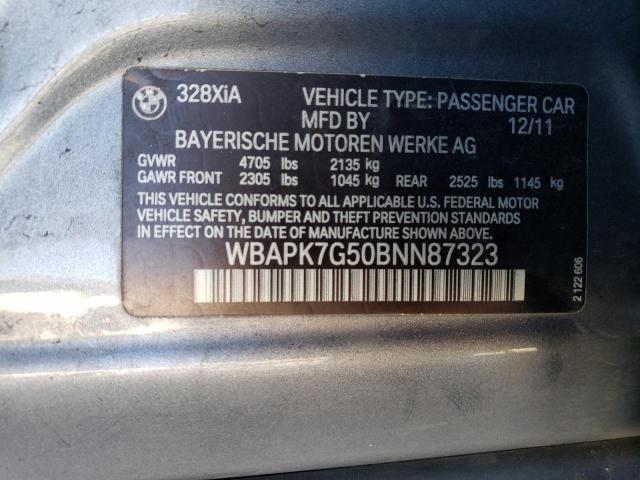 BMW
328XiA VEHICLE TYPE: PASSENGER CAR
MFD BY 12/11
BAYERISCHE MOTOREN WERKE AG
GVWR 4705 lbs 2135 kg
GAWR FRONT 2305 lbs 1045 kg REAR 2525 lbs 1145 kg
THIS VEHICLE CONFORMS TO ALL APPLICABLE U.S. FEDERAL MOTOR
VEHICLE SAFETY, BUMPER AND THEFT PREVENTION STANDARDS
IN EFFECT ON THE DATE OF MANUFACTURE SHOWN ABOVE.
WBAPK7G50BNN87323
2 122 606